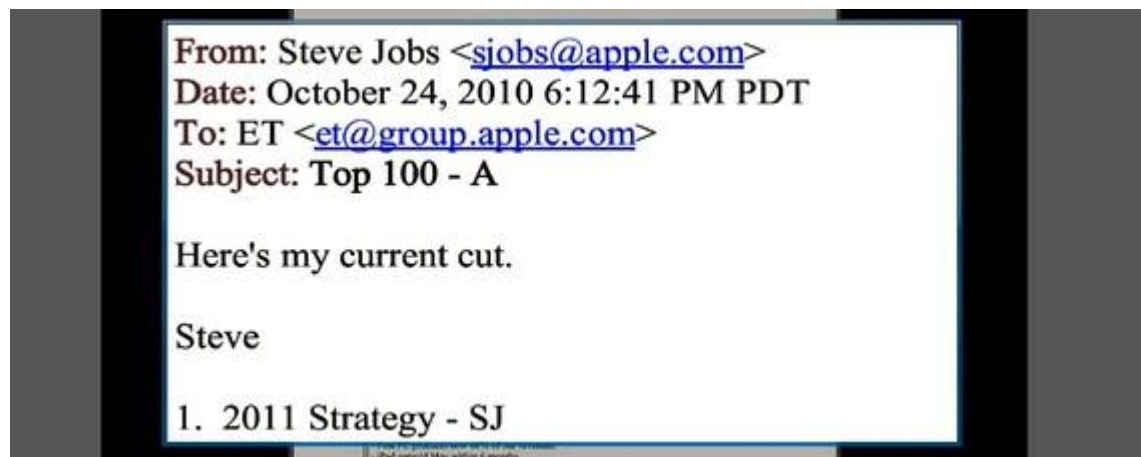 From: Steve Jobs <sjobs@apple.com>
Date: October 24, 2010 6:12:41 PM PDT
To: ET <et@group.apple.com>
Subject: Top 100 - A
Here's my current cut.
Steve
1. 2011 Strategy - SJ